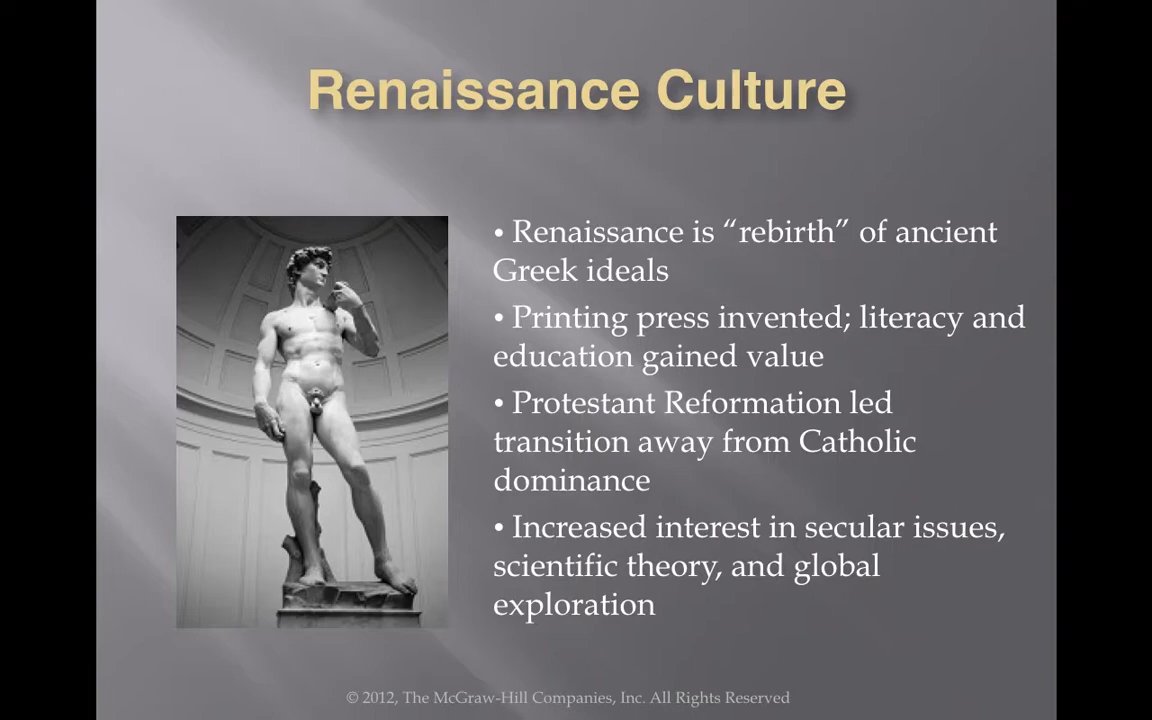 Renaissance Culture
• Renaissance is “rebirth” of ancient
Greek ideals
• Printing press invented; literacy and
education gained value
• Protestant Reformation led
transition away from Catholic
dominance
• Increased interest in secular issues,
scientific theory, and global
exploration
© 2012, The McGraw-Hill Companies, Inc. All Rights Reserved